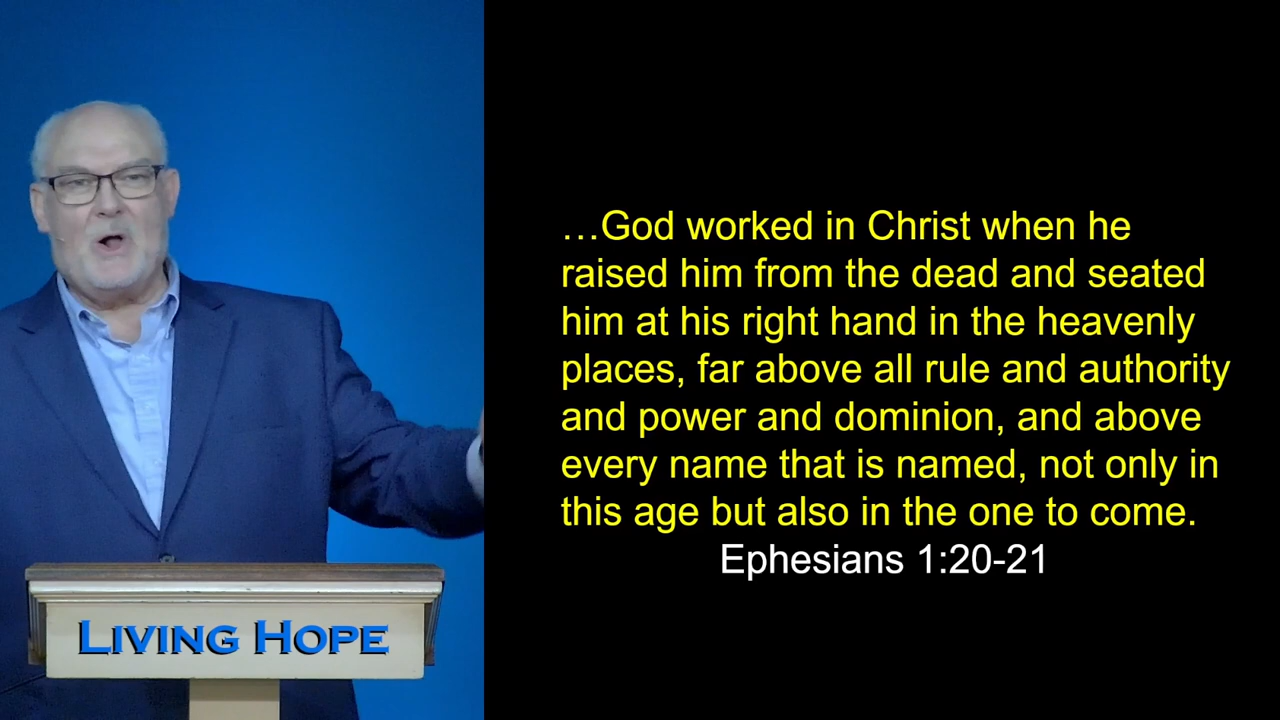 …God worked in Christ when he
raised him from the dead and seated
him at his right hand in the heavenly
places, far above all rule and authority
and power and dominion, and above
every name that is named, not only in
this age but also in the one to come.
Ephesians 1:20-21
LIVING HOPE